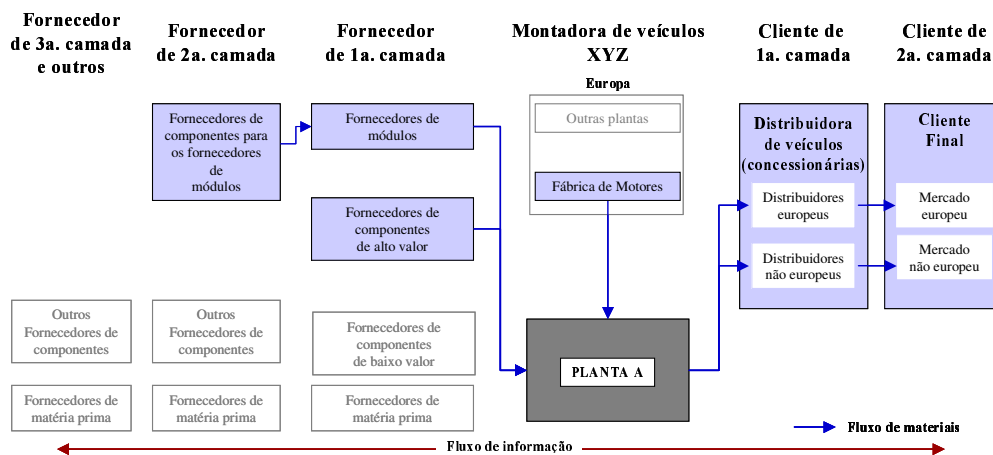 Fornecedor
de 3a. camada
e outros
Fornecedor
de 2a. camada
Fornecedor
de 1a. camada
Montadora de veículos
XYZ
Cliente de
1a. camada
Cliente de
2a. camada
Europa
Outras plantas
Fábrica de Motores
Fornecedores de
componentes para
os fornecedores
de
módulos
Fornecedores de
módulos
Fornecedores de
componentes
de alto valor
Distribuidora
de veículos
(concessionárias)
Distribuidores
europeus
Distribuidores
não europeus
Cliente
Final
Mercado
europeu
Mercado
não europeu
Outros
Fornecedores de
componentes
Outros
Fornecedores de
componentes
Fornecedores de
componentes
de baixo valor
PLANTA A
Fornecedores de
matéria prima
Fornecedores de
matéria prima
Fornecedores de
matéria prima
Fluxo de materiais
Fluxo de informação